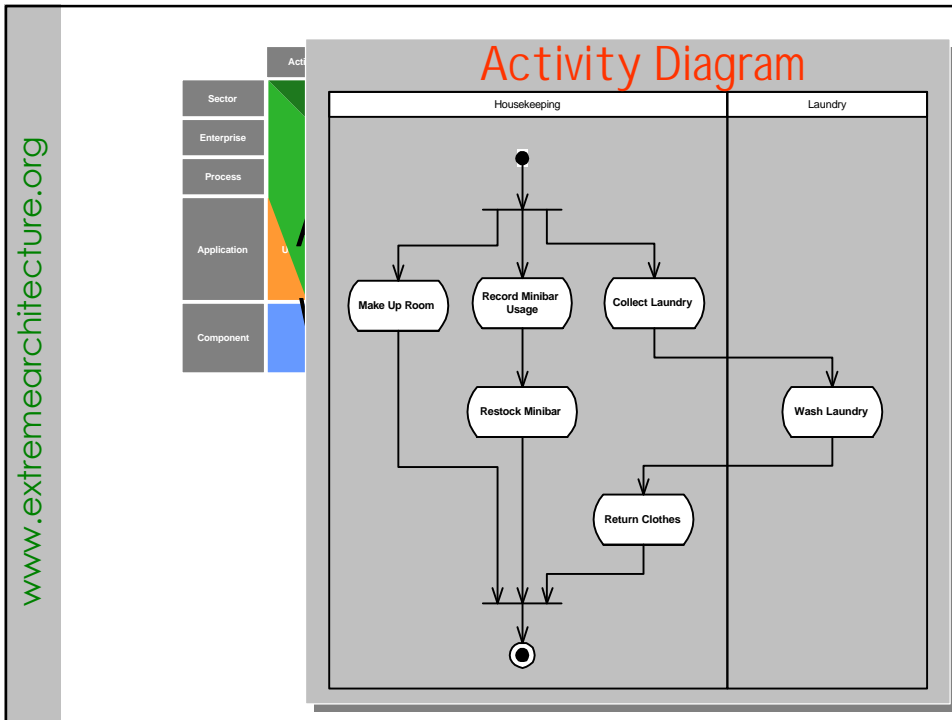 www.extremearchitecture.org
Activity Diagram
Sector
Enterprise
Process
Application
Component
Housekeeping
Laundry
Make Up Room
Record Minibar
Usage
Collect Laundry
Restock Minibar
Wash Laundry
Return Clothes